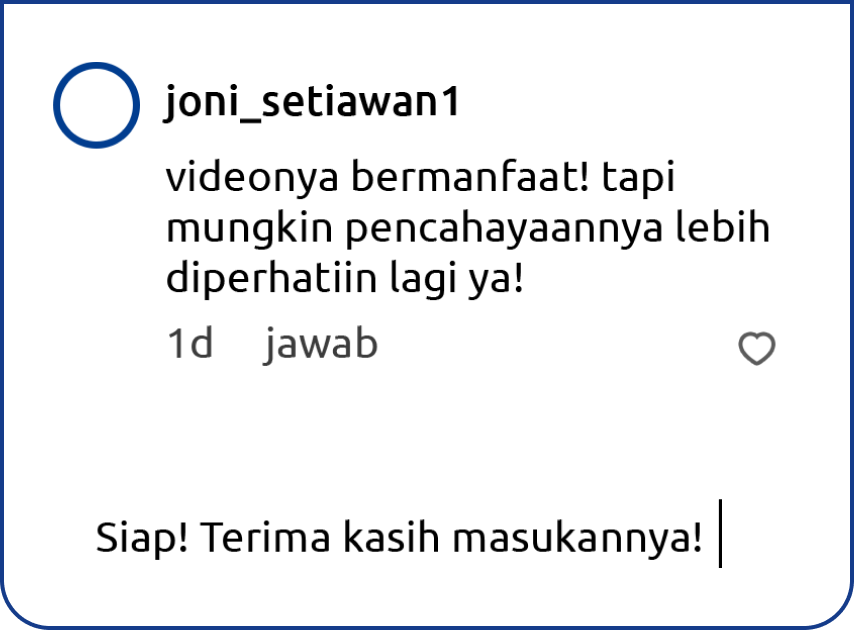 joni_setiawan1
videonya bermanfaat! tapi
mungkin pencahayaannya lebih
diperhatiin lagi ya!
1d jawab
Siap! Terima kasih masukannya!